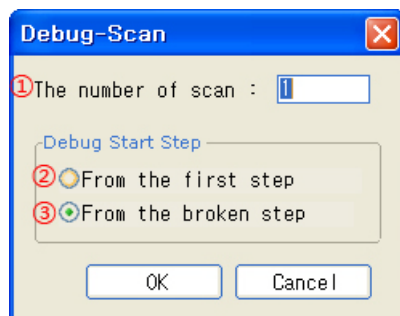 Debug-Scan
①The number of scan : 1
Debug Start Step
②From the first step
③From the broken step
OK Cancel